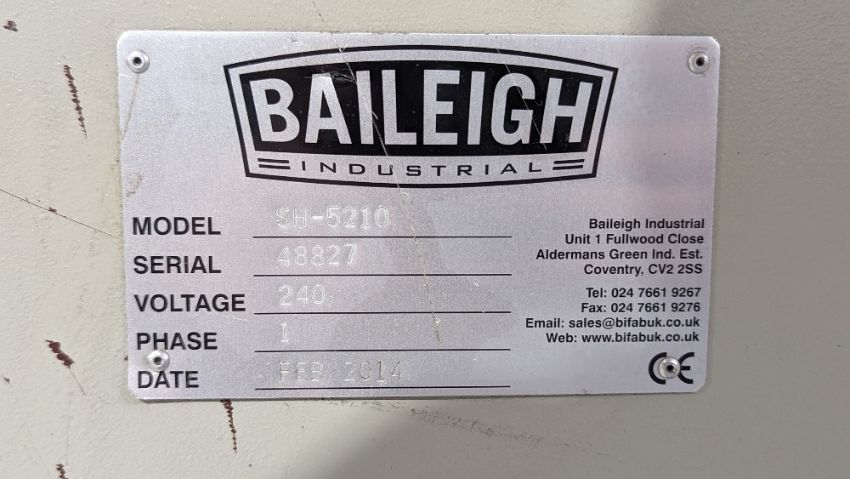 BAILEIGH
INDUSTRIAL
MODEL SH-5210
SERIAL 48827
VOLTAGE 240
PHASE 1
DATE FEB 2014
Baileigh Industrial
Unit 1 Fullwood Close
Aldermans Green Ind. Est.
Coventry, CV2 2SS
Tel: 024 7661 9267
Fax: 024 7661 9276
Email: sales@bifabuk.co.uk
Web: www.bifabuk.co.uk
CE